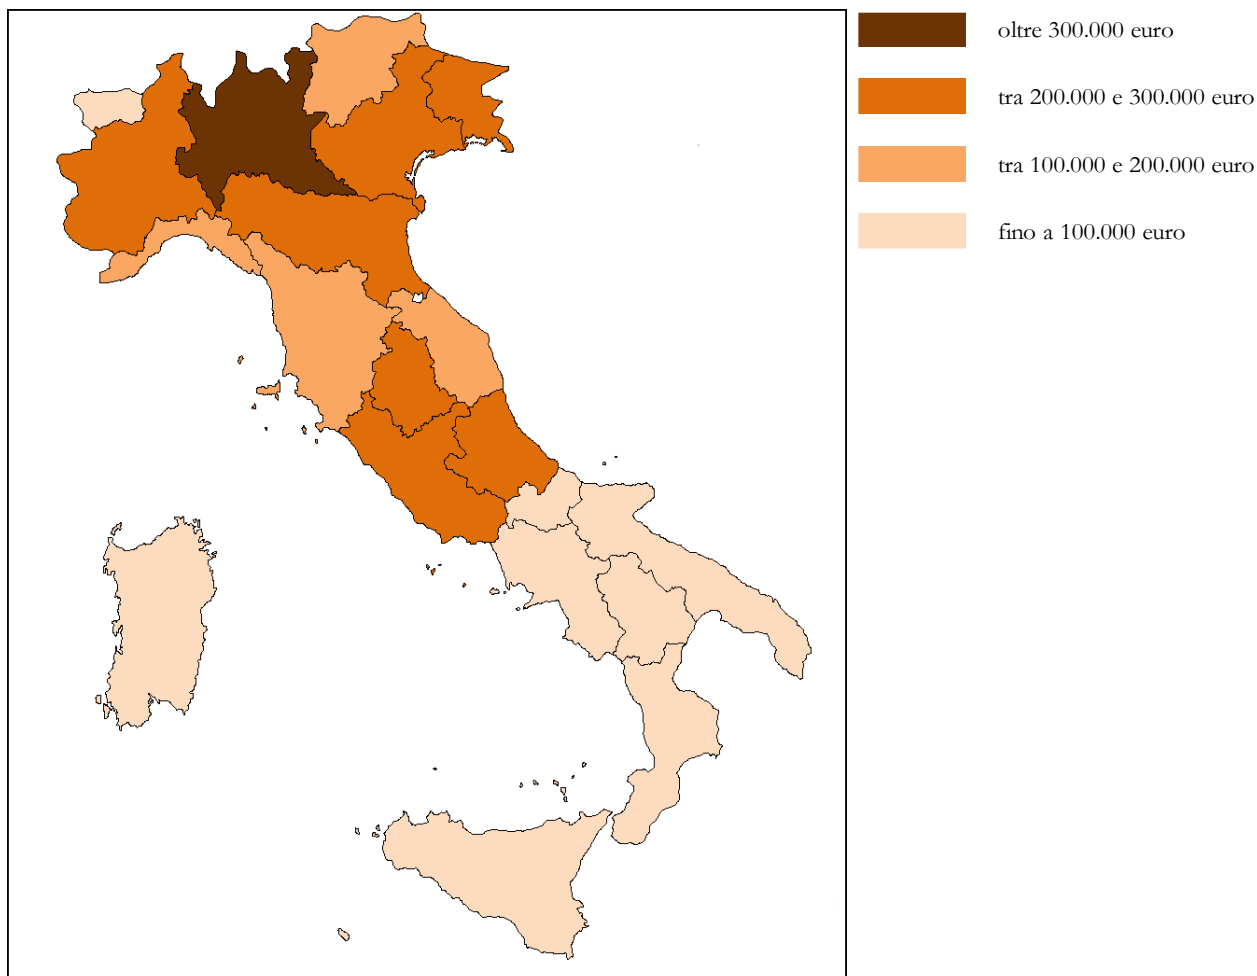 oltre 300.000 euro
tra 200.000 e 300.000 euro
tra 100.000 e 200.000 euro
fino a 100.000 euro